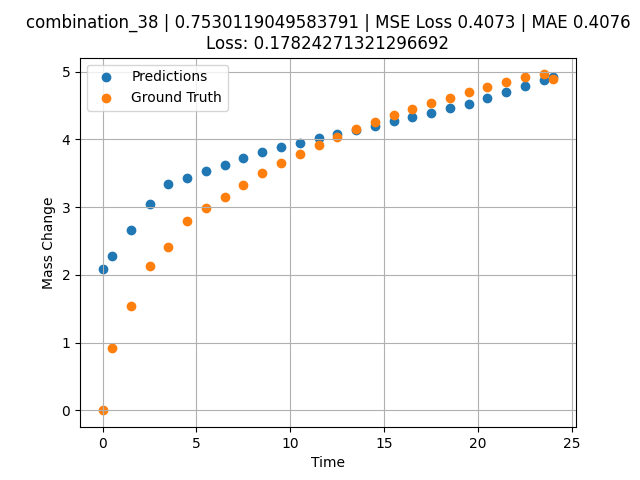 combination_38 | 0.7530119049583791 | MSE Loss 0.4073 | MAE 0.4076
Loss: 0.17824271321296692
Predictions
Ground Truth
Mass Change
5
4
3
2
1
0
0 5 10 15 20 25
Time